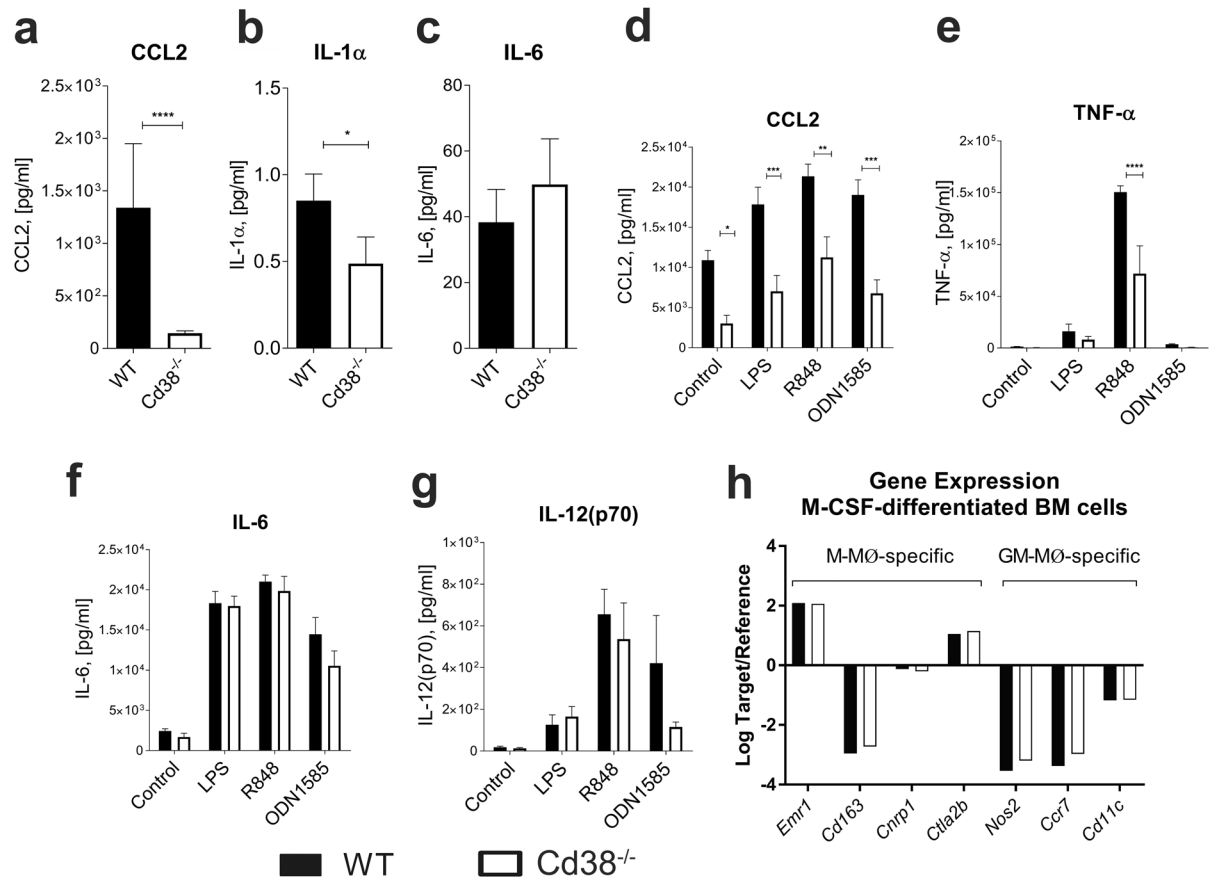 a
CCL2
CCL2, [pg/ml]
2.5×10³
2×10³
1.5×10³
1×10³
5×10²
0
****
WT
Cd38⁻/⁻
b
IL-1α
IL-1α, [pg/ml]
1.5
1.0
0.5
0.0
*
WT
Cd38⁻/⁻
c
IL-6
IL-6, [pg/ml]
80
60
40
20
0
WT
Cd38⁻/⁻
d
CCL2
CCL2, [pg/ml]
2.5×10⁴
2×10⁴
1.5×10⁴
1×10⁴
5×10³
0
*
***
**
***
Control
LPS
R848
ODN1585
e
TNF-α
TNF-α, [pg/ml]
2×10⁵
1.5×10⁵
1×10⁵
5×10⁴
0
****
Control
LPS
R848
ODN1585
f
IL-6
IL-6, [pg/ml]
2.5×10⁴
2×10⁴
1.5×10⁴
1×10⁴
5×10³
0
Control
LPS
R848
ODN1585
g
IL-12(p70)
IL-12(p70), [pg/ml]
1×10³
8×10²
6×10²
4×10²
2×10²
0
Control
LPS
R848
ODN1585
h
Gene Expression
M-CSF-differentiated BM cells
Log Target/Reference
4
2
0
-2
-4
M-MØ-specific
GM-MØ-specific
Emr1
Cd163
Cnrp1
Ctla2b
Nos2
Ccr7
Cd11c
WT
Cd38⁻/⁻